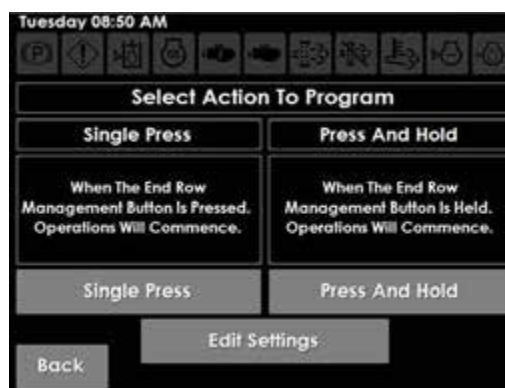 Tuesday 08:50 AM
Select Action To Program
Single Press
Press And Hold
When The End Row
Management Button Is Pressed.
Operations Will Commence.
When The End Row
Management Button Is Held.
Operations Will Commence.
Single Press
Press And Hold
Edit Settings
Back